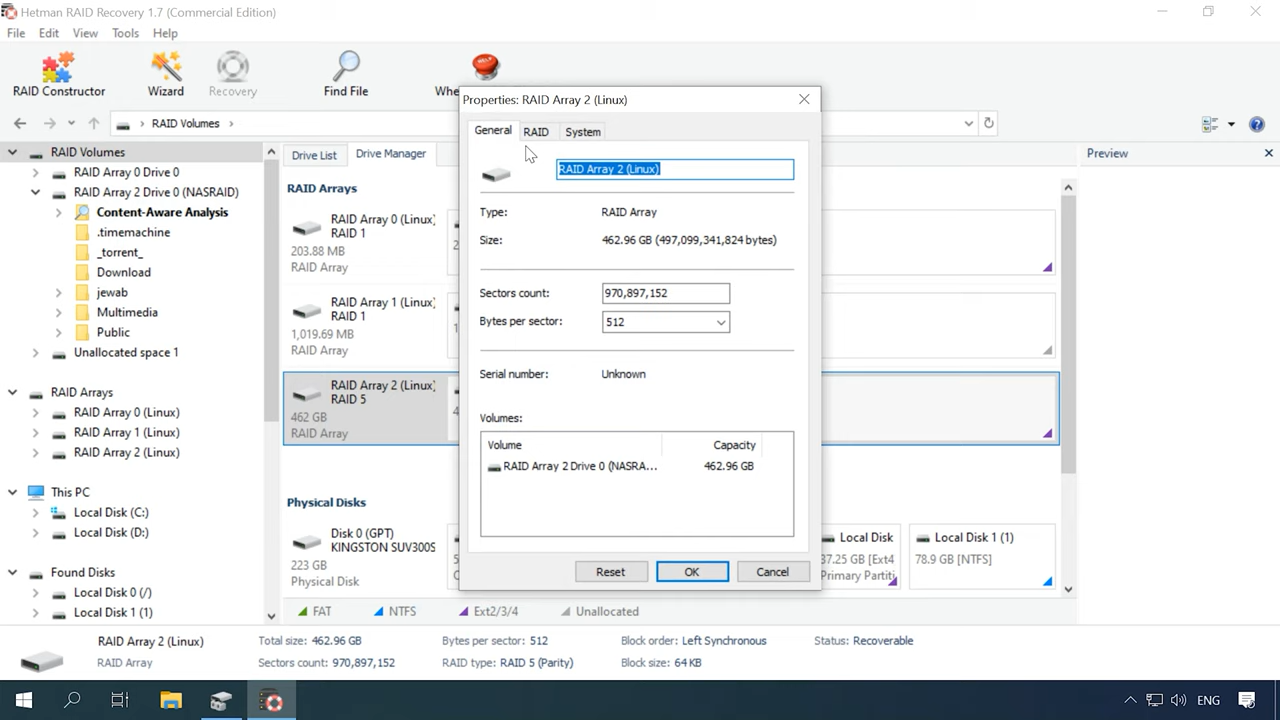 Hetman RAID Recovery 1.7 (Commercial Edition)
File Edit View Tools Help
RAID Constructor Wizard Recovery Find File
RAID Volumes
RAID Volumes
RAID Array 0 Drive 0
RAID Array 2 Drive 0 (NASRAID)
Content-Aware Analysis
.timemachine
_torrent_
Download
jewab
Multimedia
Public
Unallocated space 1
RAID Arrays
RAID Array 0 (Linux)
RAID Array 1 (Linux)
RAID Array 2 (Linux)
This PC
Local Disk (C:)
Local Disk (D:)
Found Disks
Local Disk 0 (/)
Local Disk 1 (1)
Drive List Drive Manager
RAID Arrays
RAID Array 0 (Linux)
RAID 1
203.88 MB
RAID Array
RAID Array 1 (Linux)
RAID 1
1,019.69 MB
RAID Array
RAID Array 2 (Linux)
RAID 5
462 GB
RAID Array
Physical Disks
Disk 0 (GPT)
KINGSTON SUV300S
223 GB
Physical Disk
Local Disk
37.25 GB [Ext4
Primary Partiti
Local Disk 1 (1)
78.9 GB [NTFS]
FAT NTFS Ext2/3/4 Unallocated
Preview
Properties: RAID Array 2 (Linux)
General RAID System
RAID Array 2 (Linux)
Type: RAID Array
Size: 462.96 GB (497,099,341,824 bytes)
Sectors count: 970,897,152
Bytes per sector: 512
Serial number: Unknown
Volumes:
Volume Capacity
RAID Array 2 Drive 0 (NASRA... 462.96 GB
Reset OK Cancel
RAID Array 2 (Linux) Total size: 462.96 GB Bytes per sector: 512 Block order: Left Synchronous Status: Recoverable
RAID Array Sectors count: 970,897,152 RAID type: RAID 5 (Parity) Block size: 64 KB
ENG